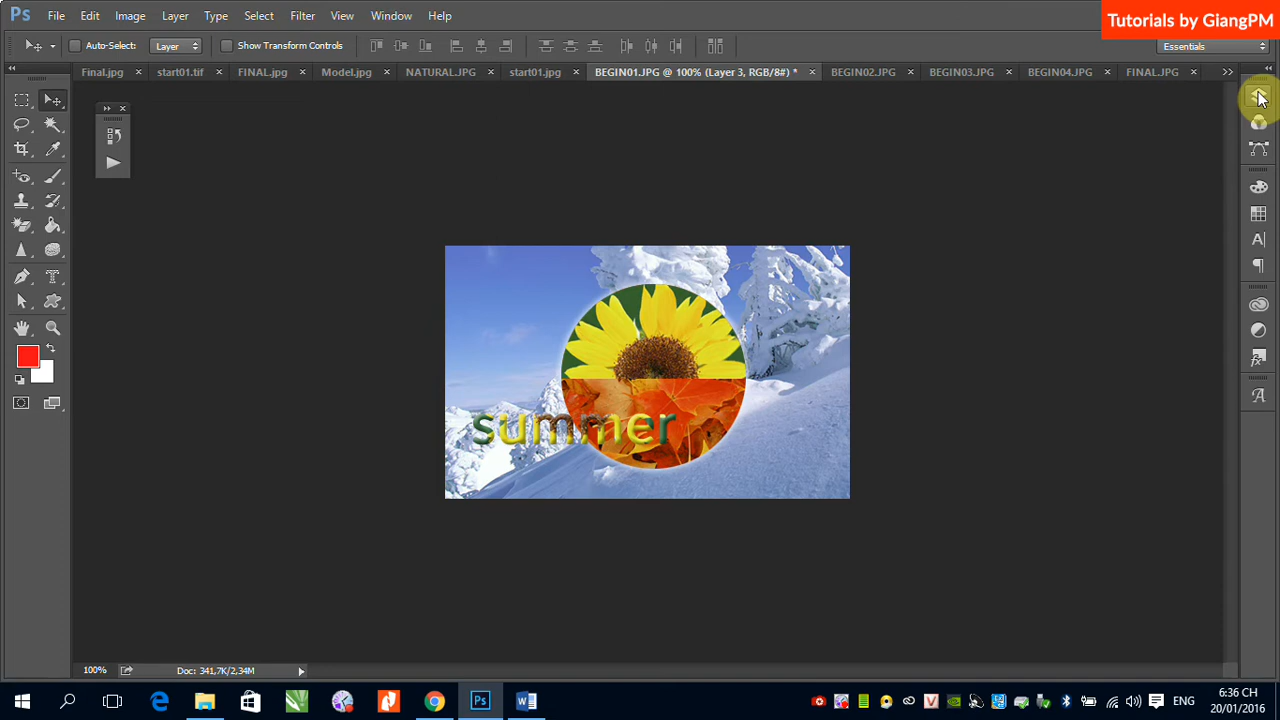 Tutorials by GiangPM
Ps File Edit Image Layer Type Select Filter View Window Help
Auto-Select: Layer Show Transform Controls Essentials
Final.jpg × start01.tif × FINAL.jpg × Model.jpg × NATURAL.JPG × start01.jpg × BEGIN01.JPG @ 100% (Layer 3, RGB/8#) * × BEGIN02.JPG × BEGIN03.JPG × BEGIN04.JPG × FINAL.JPG ×
summer
100% Doc: 341,7K/2,34M
ENG 6:36 CH
20/01/2016